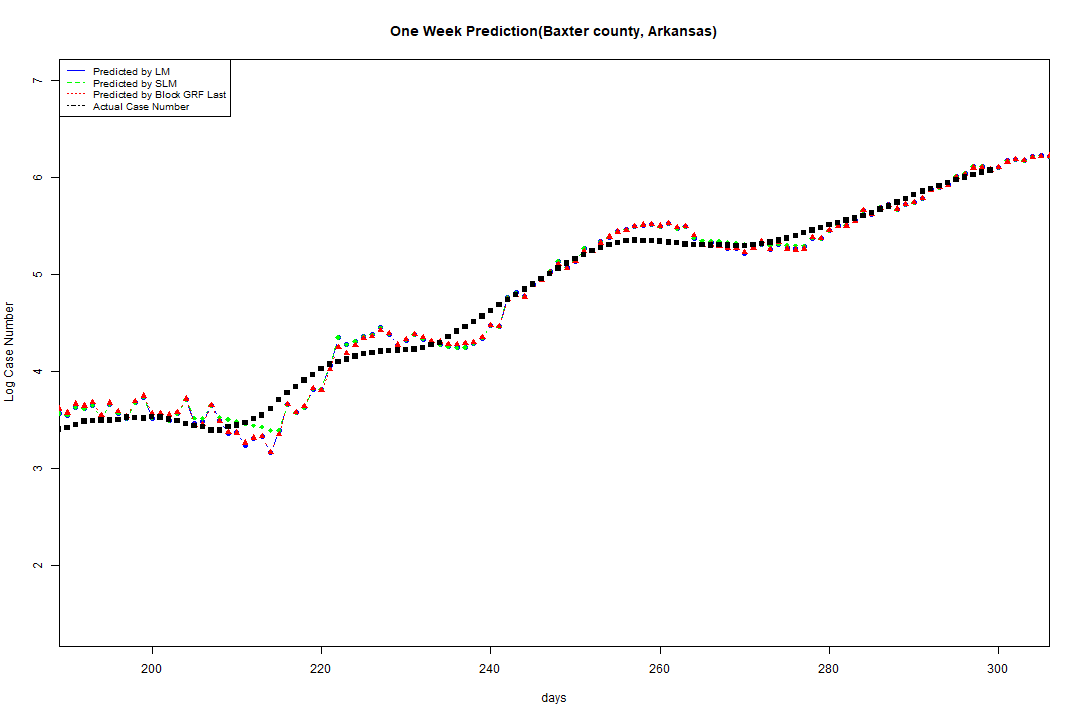 One Week Prediction(Baxter county, Arkansas)
Predicted by LM
Predicted by SLM
Predicted by Block GRF Last
Actual Case Number
7
6
5
4
3
2
Log Case Number
200 220 240 260 280 300
days